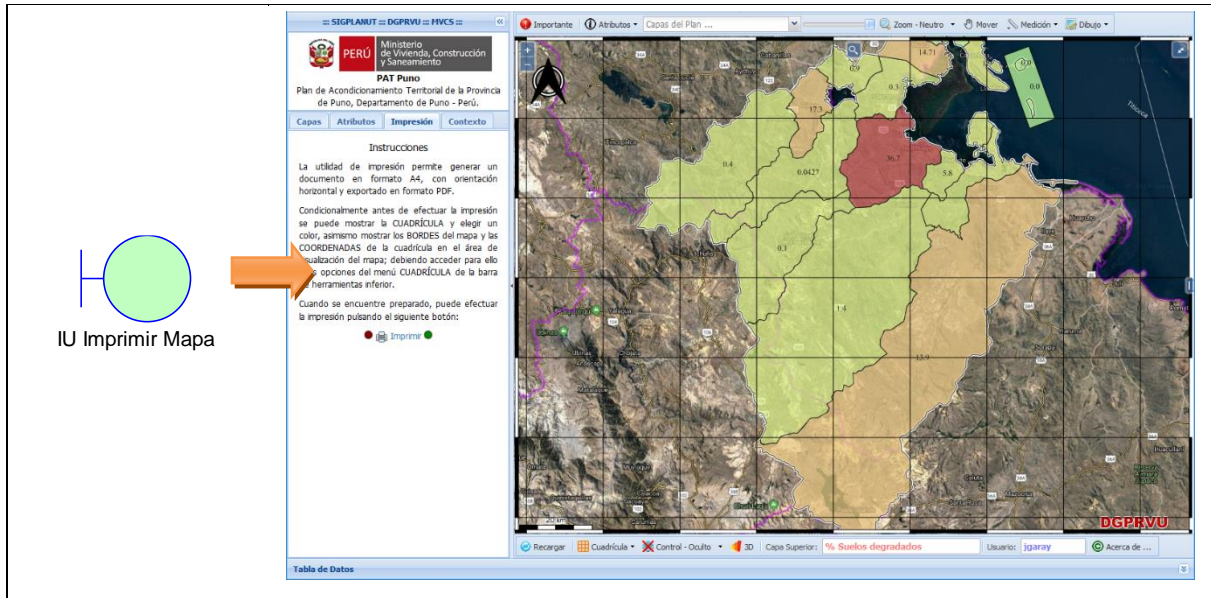 IU Imprimir Mapa
::: SIGPLANUT ::: DGPRVU ::: MVCS :::
PERÚ
Ministerio
de Vivienda, Construcción
y Saneamiento
PAT Puno
Plan de Acondicionamiento Territorial de la Provincia
de Puno, Departamento de Puno - Perú.
Capas Atributos Impresión Contexto
Instrucciones
La utilidad de impresión permite generar un
documento en formato A4, con orientación
horizontal y exportado en formato PDF.
Condicionalmente antes de efectuar la impresión
se puede mostrar la CUADRÍCULA y elegir un
color, asimismo mostrar los BORDES del mapa y las
COORDENADAS de la cuadrícula en el área de
visualización del mapa; debiendo acceder para ello
opciones del menú CUADRÍCULA de la barra
herramientas inferior.
Cuando se encuentre preparado, puede efectuar
la impresión pulsando el siguiente botón:
Imprimir
Importante Atributos Capas del Plan ... Zoom - Neutro Mover Medición Dibujo
14.71
0.9
0.0
0.3
0.0
17.3
36.7
0.4
0.0427
5.8
0.3
1.4
13.9
20 km
DGPRVU
Recargar Cuadrícula Control - Oculto 3D Capa Superior: % Suelos degradados Usuario: jgaray Acerca de ...
Tabla de Datos